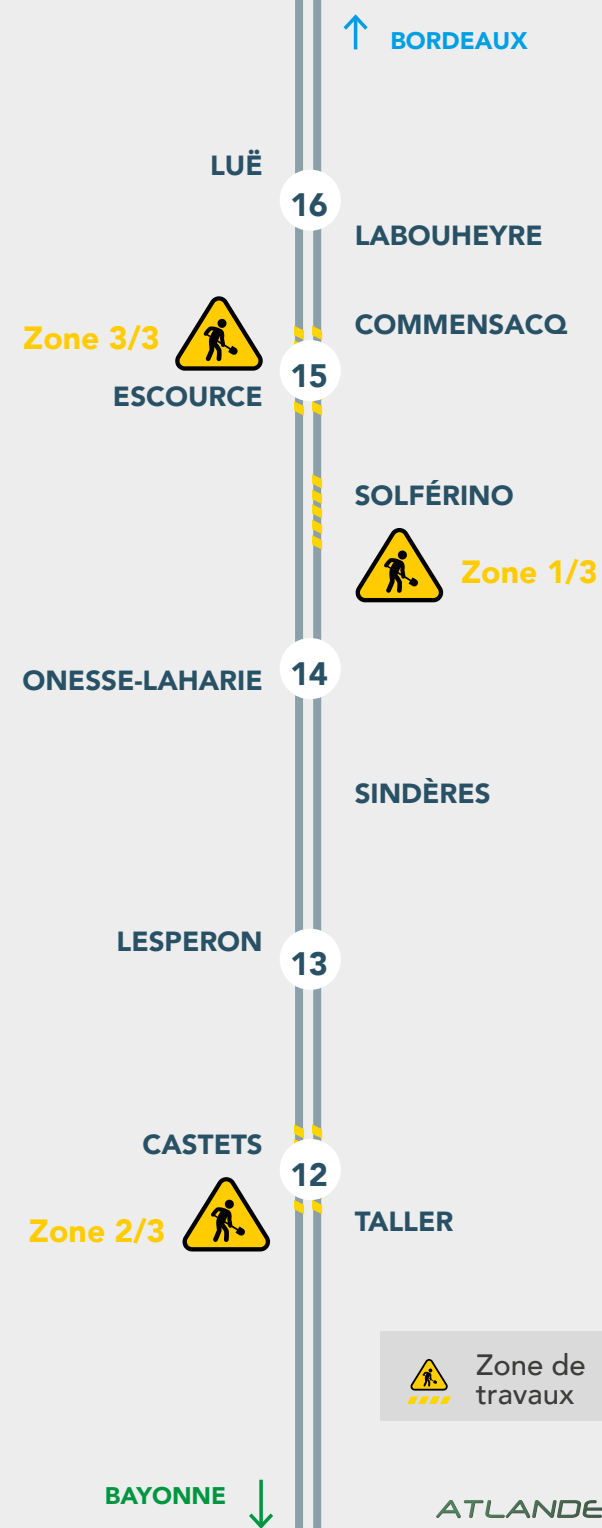 BORDEAUX
LUË
16
LABOUHEYRE
COMMENSACQ
Zone 3/3
15
ESCOURCE
SOLFÉRINO
Zone 1/3
14
ONESSE-LAHARIE
SINDÈRES
LESPERON
13
CASTETS
12
TALLER
Zone 2/3
Zone de
travaux
BAYONNE
ATLANDE